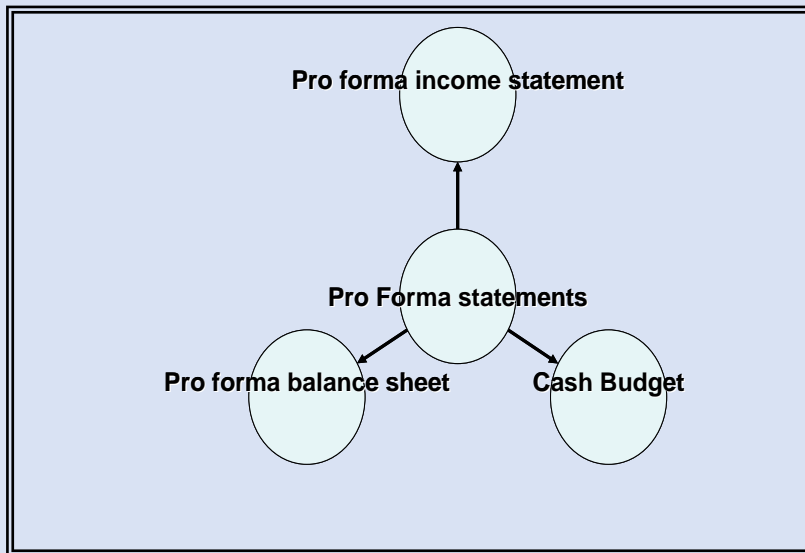 Pro forma income statement
Pro Forma statements
Pro forma balance sheet
Cash Budget